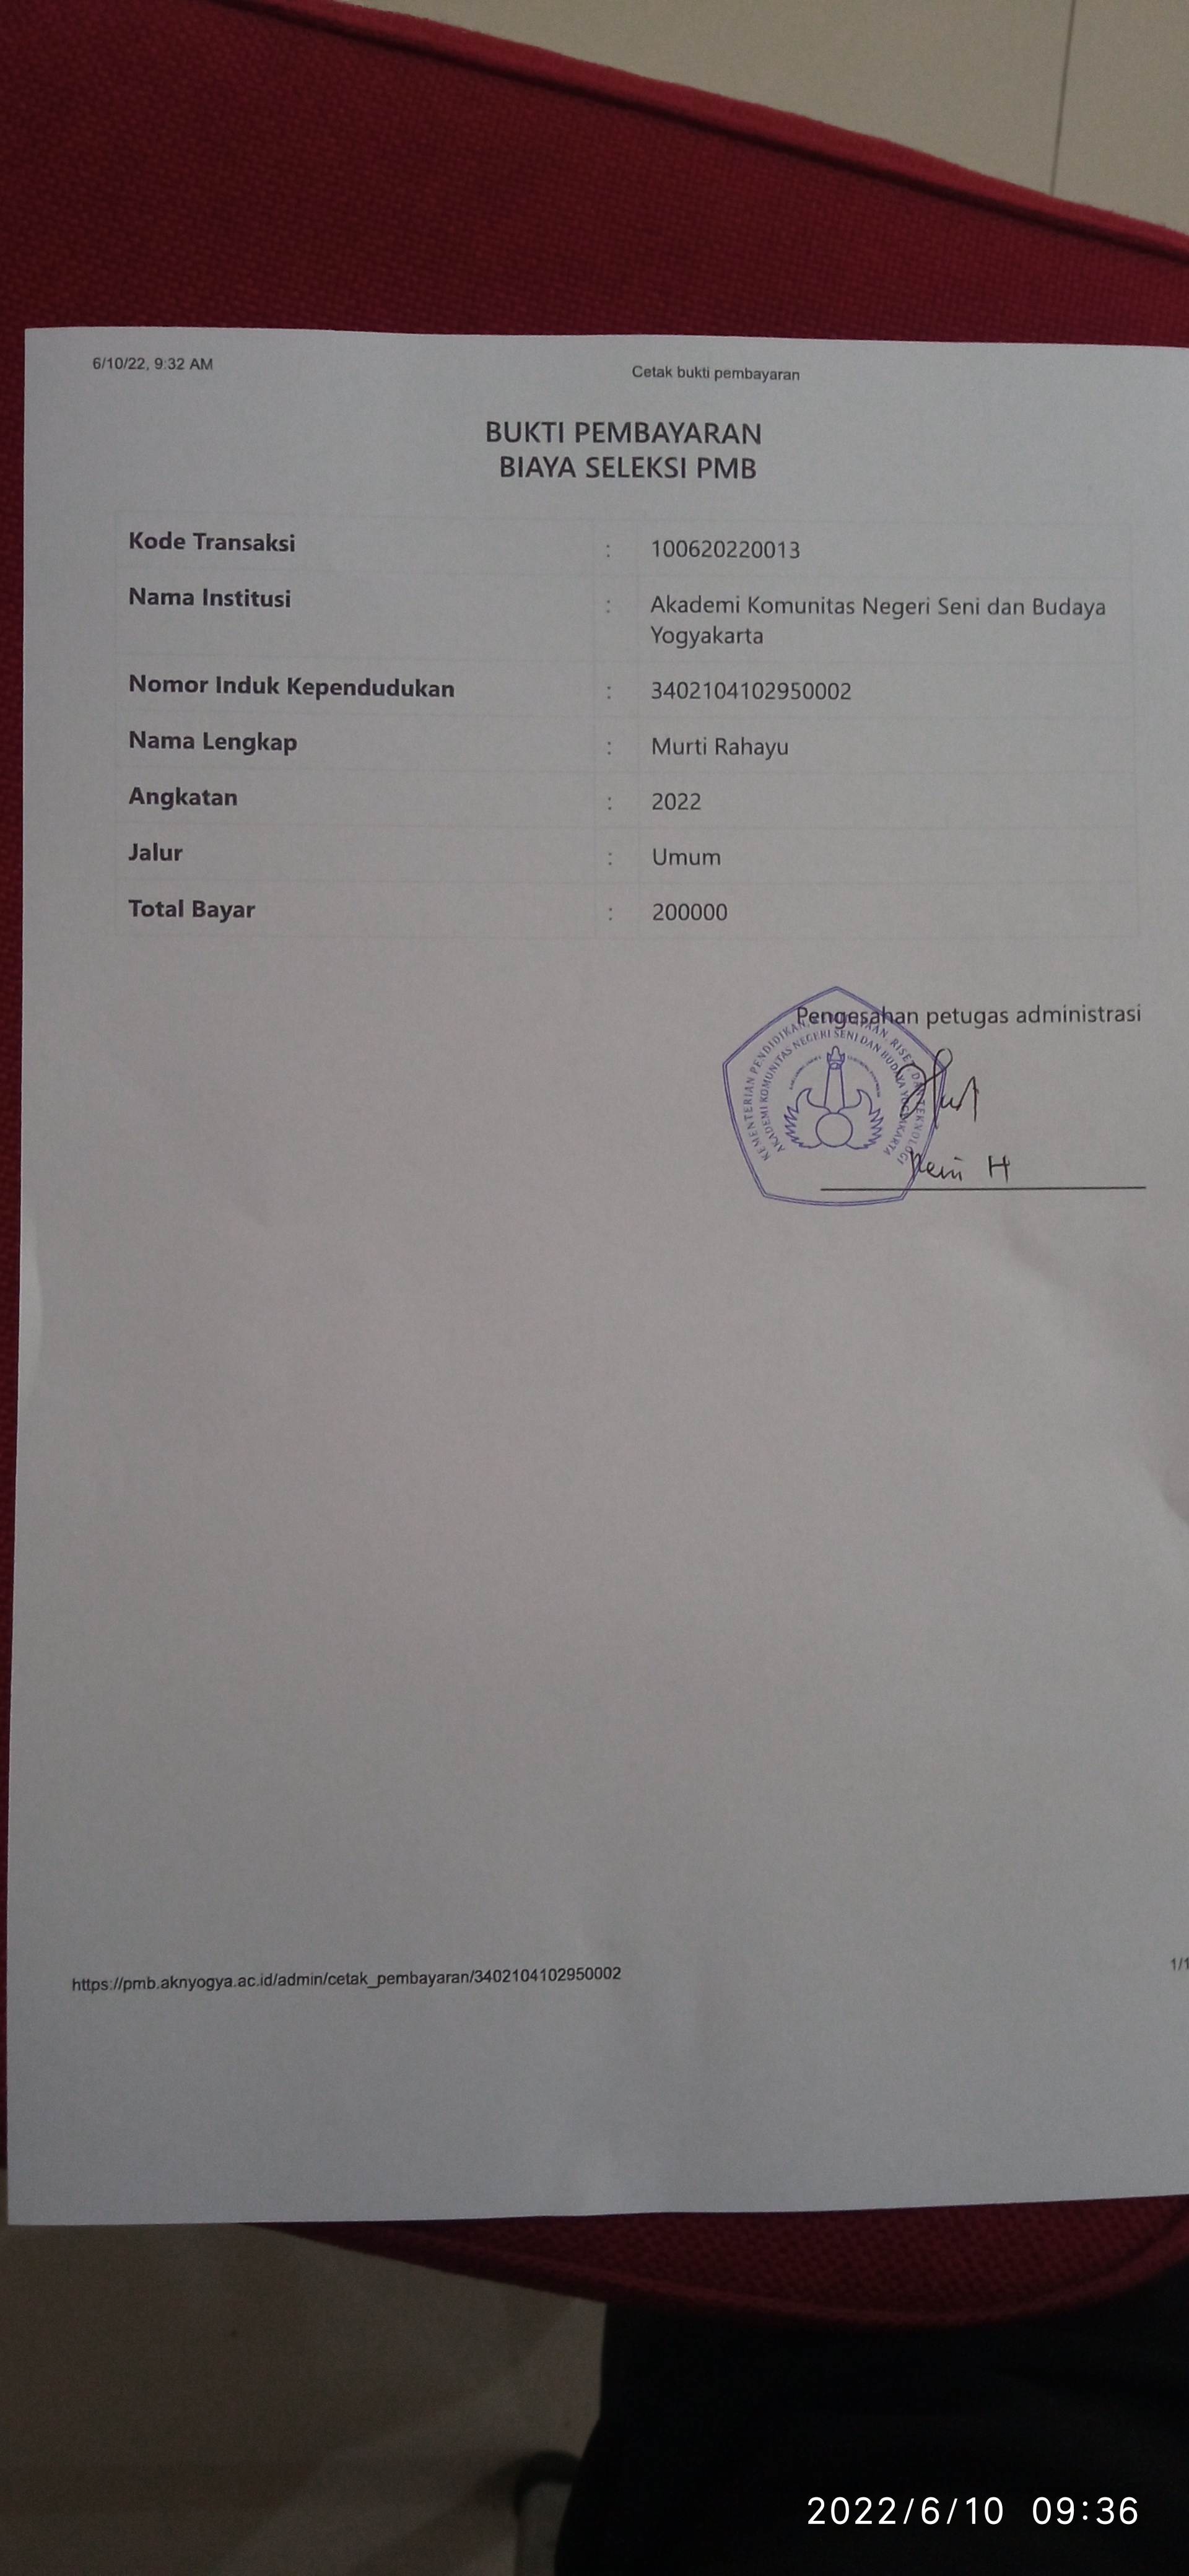 6/10/22, 9:32 AM
Cetak bukti pembayaran
BUKTI PEMBAYARAN
BIAYA SELEKSI PMB
Kode Transaksi : 100620220013
Nama Institusi : Akademi Komunitas Negeri Seni dan Budaya
Yogyakarta
Nomor Induk Kependudukan : 3402104102950002
Nama Lengkap : Murti Rahayu
Angkatan : 2022
Jalur : Umum
Total Bayar : 200000
Pengesahan petugas administrasi
KEMENTERIAN PENDIDIKAN, RISET, DAN TEKNOLOGI
AKADEMI KOMUNITAS NEGERI SENI DAN BUDAYA YOGYAKARTA
H
https://pmb.aknyogya.ac.id/admin/cetak_pembayaran/3402104102950002
1/1
2022/6/10 09:36